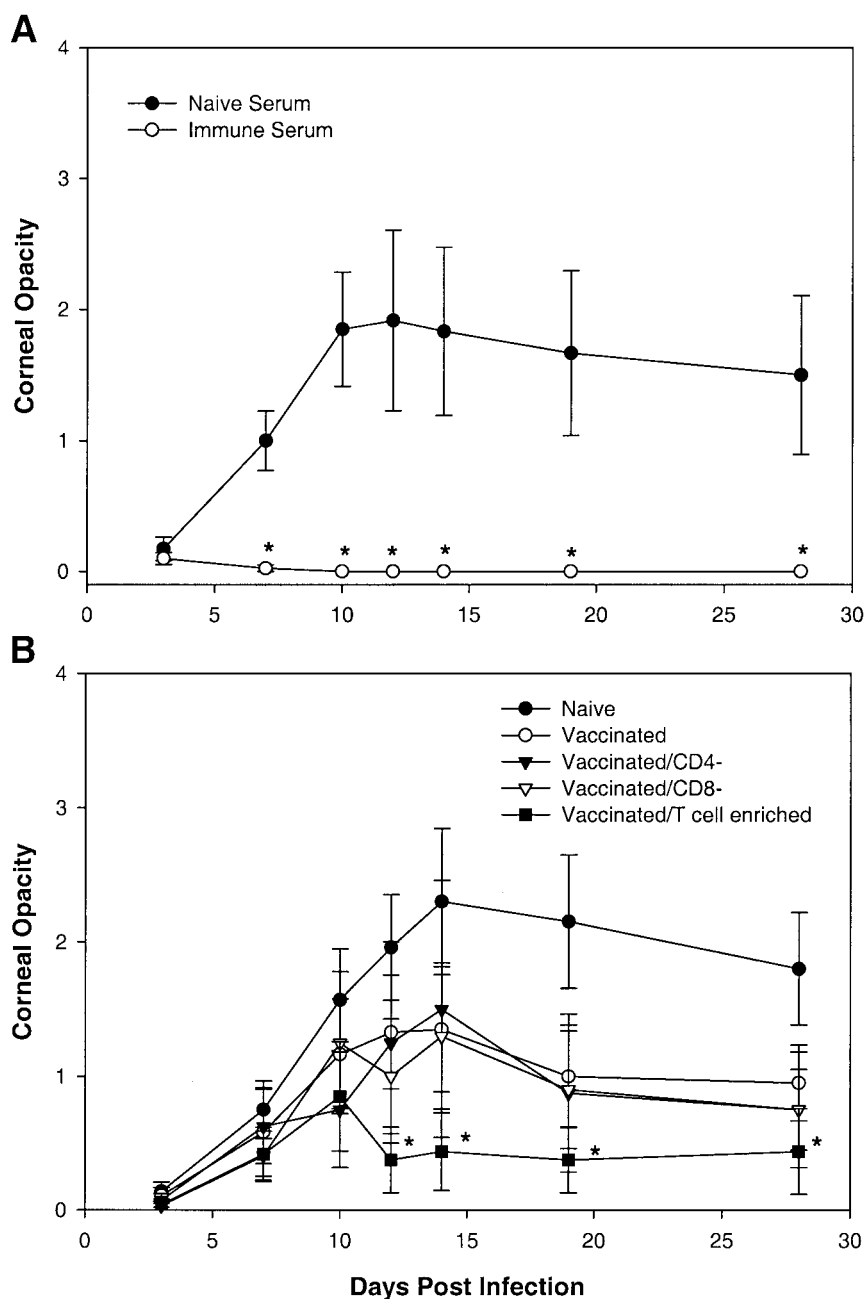 A
4
Naive Serum
Immune Serum
3
2
1
0
Corneal Opacity
* * * * * *
0 5 10 15 20 25 30
B
4
Naive
Vaccinated
Vaccinated/CD4-
Vaccinated/CD8-
Vaccinated/T cell enriched
3
2
1
0
Corneal Opacity
* * * *
0 5 10 15 20 25 30
Days Post Infection